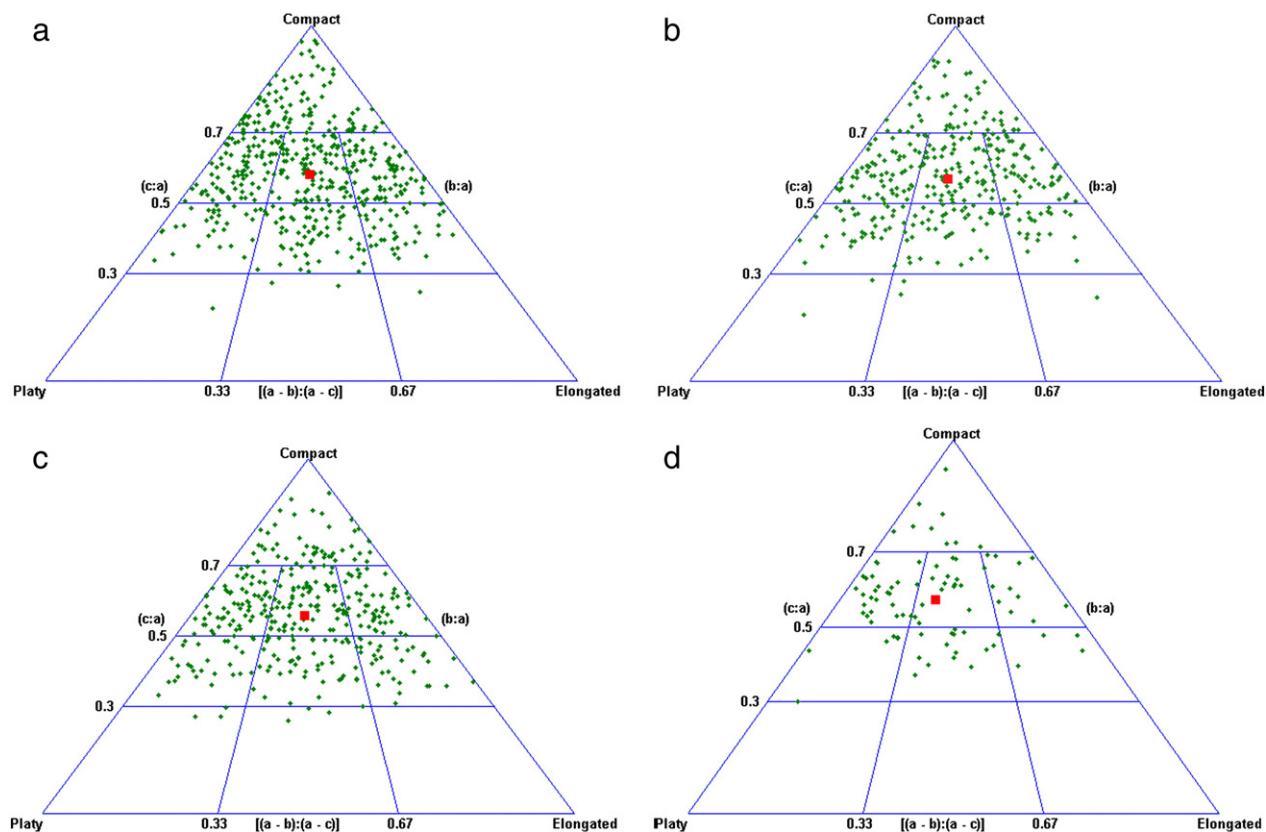 a
Compact
0.7
(c:a)
(b:a)
0.5
0.3
Platy
0.33
[(a - b):(a - c)]
0.67
Elongated
b
Compact
0.7
(c:a)
(b:a)
0.5
0.3
Platy
0.33
[(a - b):(a - c)]
0.67
Elongated
c
Compact
0.7
(c:a)
(b:a)
0.5
0.3
Platy
0.33
[(a - b):(a - c)]
0.67
Elongated
d
Compact
0.7
(c:a)
(b:a)
0.5
0.3
Platy
0.33
[(a - b):(a - c)]
0.67
Elongated